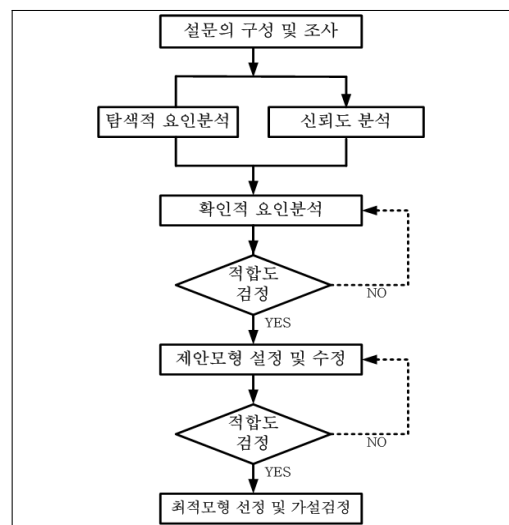 설문의 구성 및 조사
탐색적 요인분석
신뢰도 분석
확인적 요인분석
적합도
검정
NO
YES
제안모형 설정 및 수정
적합도
검정
NO
YES
최적모형 선정 및 가설검정